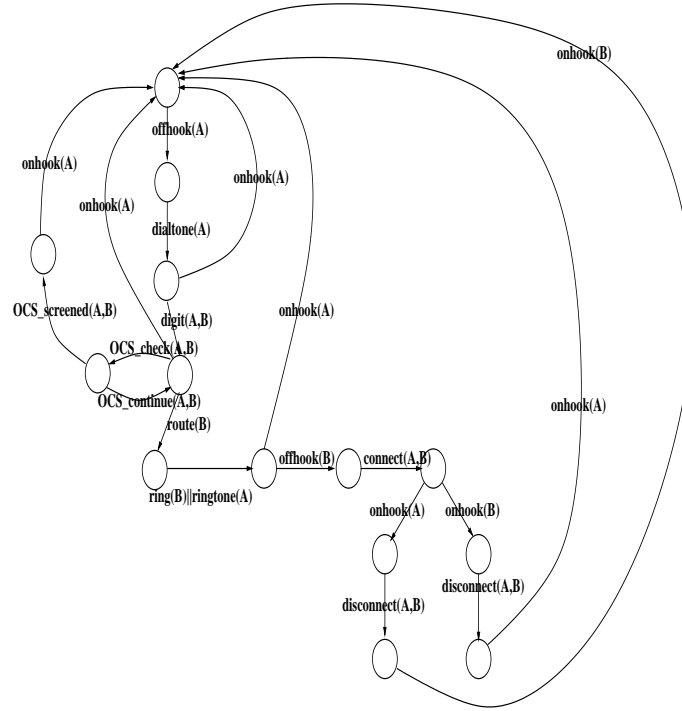 onhook(B)
offhook(A)
onhook(A)
onhook(A)
onhook(A)
dialtone(A)
OCS_screened(A,B)
onhook(A)
digit(A,B)
OCS_check(A,B)
OCS_continue(A,B)
onhook(A)
route(B)
offhook(B)
connect(A,B)
ring(B)||ringtone(A)
onhook(A)
onhook(B)
disconnect(A,B)
disconnect(A,B)